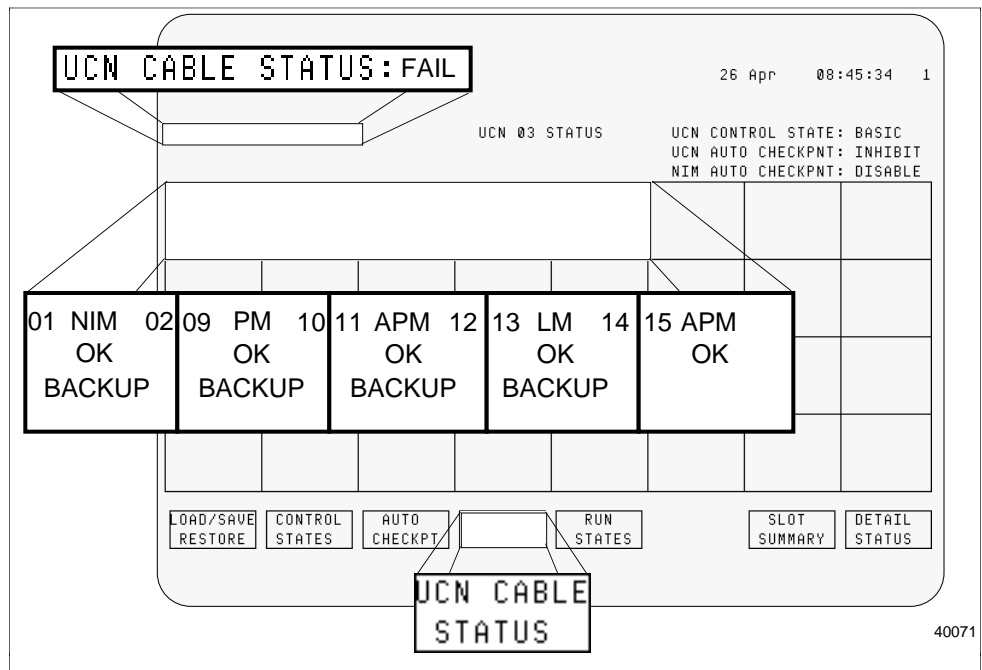 UCN CABLE STATUS: FAIL
26 Apr 08:45:34 1
UCN 03 STATUS
UCN CONTROL STATE: BASIC
UCN AUTO CHECKPNT: INHIBIT
NIM AUTO CHECKPNT: DISABLE
01 NIM 02
OK
BACKUP
09 PM 10
OK
BACKUP
11 APM 12
OK
BACKUP
13 LM 14
OK
BACKUP
15 APM
OK
LOAD/SAVE
RESTORE
CONTROL
STATES
AUTO
CHECKPT
UCN CABLE
STATUS
RUN
STATES
SLOT
SUMMARY
DETAIL
STATUS
40071